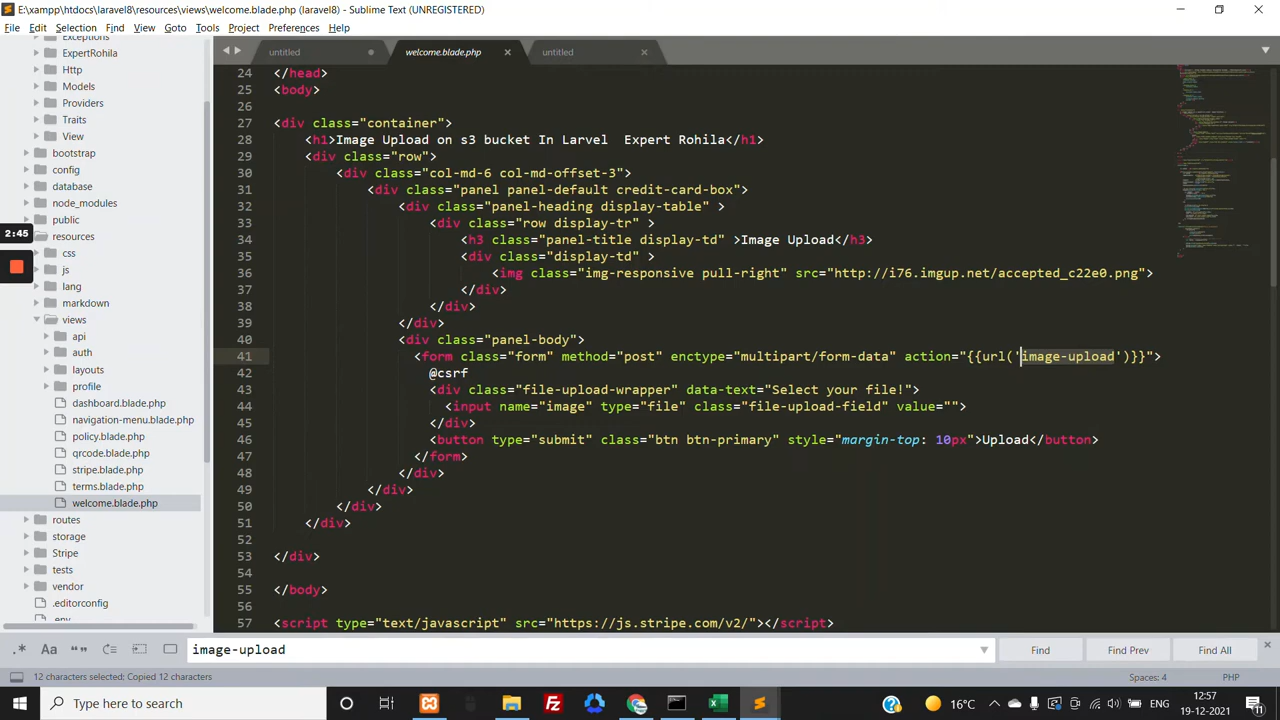 E:\xampp\htdocs\laravel8\resources\views\welcome.blade.php (laravel8) - Sublime Text (UNREGISTERED)
File Edit Selection Find View Goto Tools Project Preferences Help
untitled welcome.blade.php untitled
Exceptions
ExpertRohila
Http
Models
Providers
Traits
View
bootstrap
config
database
node_modules
public
resources
css
js
lang
markdown
views
api
auth
layouts
profile
dashboard.blade.php
navigation-menu.blade.php
policy.blade.php
qrcode.blade.php
stripe.blade.php
terms.blade.php
welcome.blade.php
routes
storage
Stripe
tests
vendor
.editorconfig
.env
2:45
24 </head>
25 <body>
26
27 <div class="container">
28 <h1>Image Upload on s3 bucket in Larvel  Expert Rohila</h1>
29 <div class="row">
30 <div class="col-md-6 col-md-offset-3">
31 <div class="panel panel-default credit-card-box">
32 <div class="panel-heading display-table" >
33 <div class="row display-tr" >
34 <h3 class="panel-title display-td" >Image Upload</h3>
35 <div class="display-td" >
36 <img class="img-responsive pull-right" src="http://i76.imgup.net/accepted_c22e0.png">
37 </div>
38 </div>
39 </div>
40 <div class="panel-body">
41 <form class="form" method="post" enctype="multipart/form-data" action="{{url('image-upload')}}">
42 @csrf
43 <div class="file-upload-wrapper" data-text="Select your file!">
44 <input name="image" type="file" class="file-upload-field" value="">
45 </div>
46 <button type="submit" class="btn btn-primary" style="margin-top: 10px">Upload</button>
47 </form>
48 </div>
49 </div>
50 </div>
51 </div>
52
53 </div>
54
55 </body>
56
57 <script type="text/javascript" src="https://js.stripe.com/v2/"></script>
.* Aa “” image-upload Find Find Prev Find All
12 characters selected: Copied 12 characters Spaces: 4 PHP
Type here to search 16°C ENG 12:57
19-12-2021 11